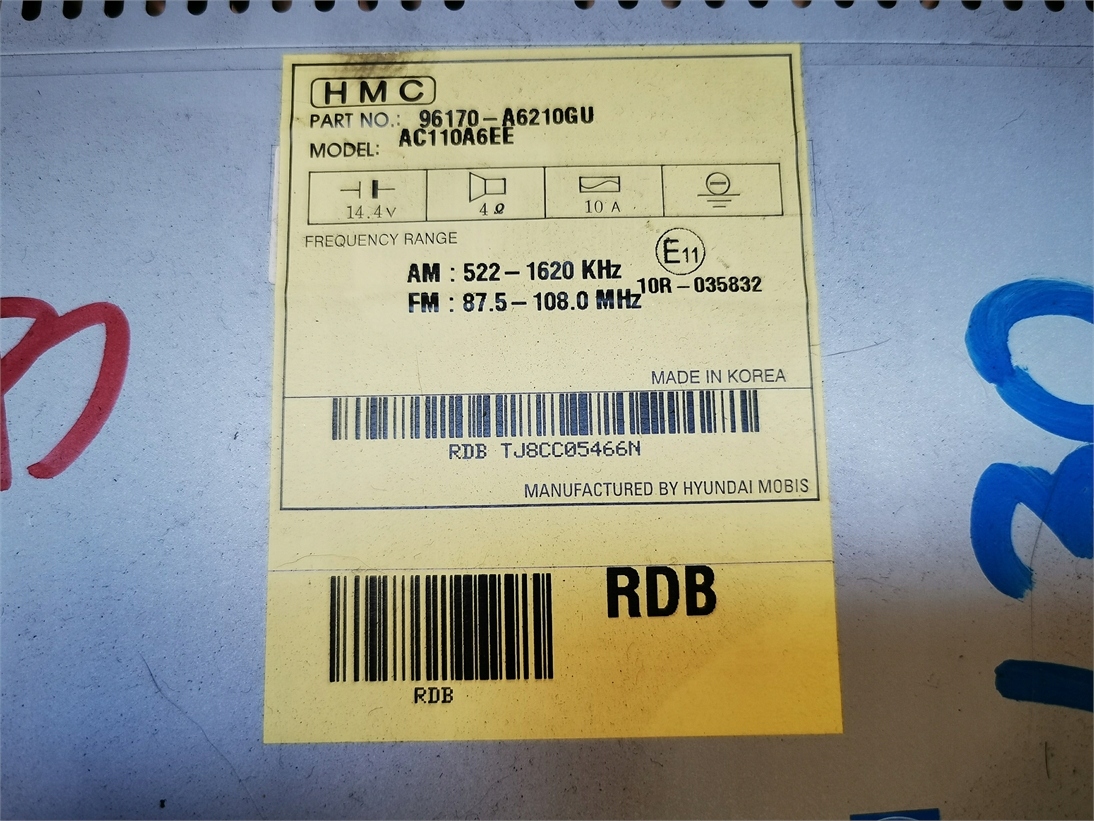 HMC
PART NO.: 96170-A6210GU
MODEL: AC110A6EE
14.4V 4Ω 10 A
FREQUENCY RANGE
E11
AM : 522-1620 KHz
10R-035832
FM : 87.5-108.0 MHz
MADE IN KOREA
RDB TJ8CC05466N
MANUFACTURED BY HYUNDAI MOBIS
RDB
RDB